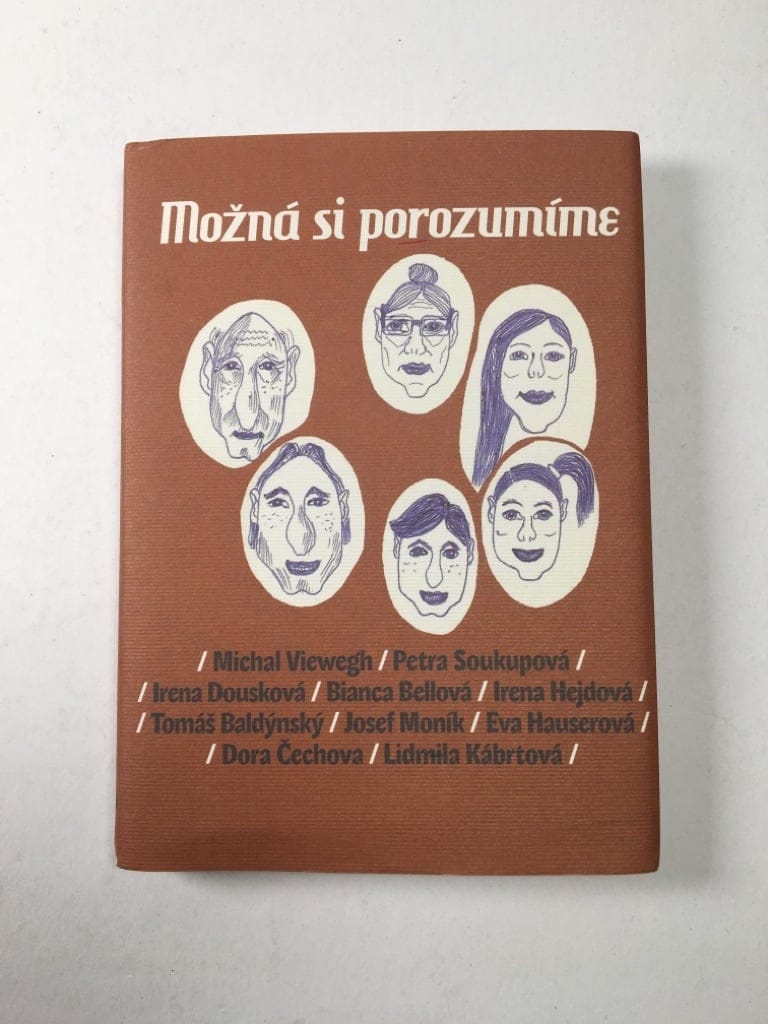 Možná si porozumíme
/ Michal Viewegh / Petra Soukupová /
/ Irena Dousková / Bianca Bellová / Irena Hejdová /
/ Tomáš Baldýnský / Josef Moník / Eva Hauserová /
/ Dora Čechova / Lidmila Kábrtová /